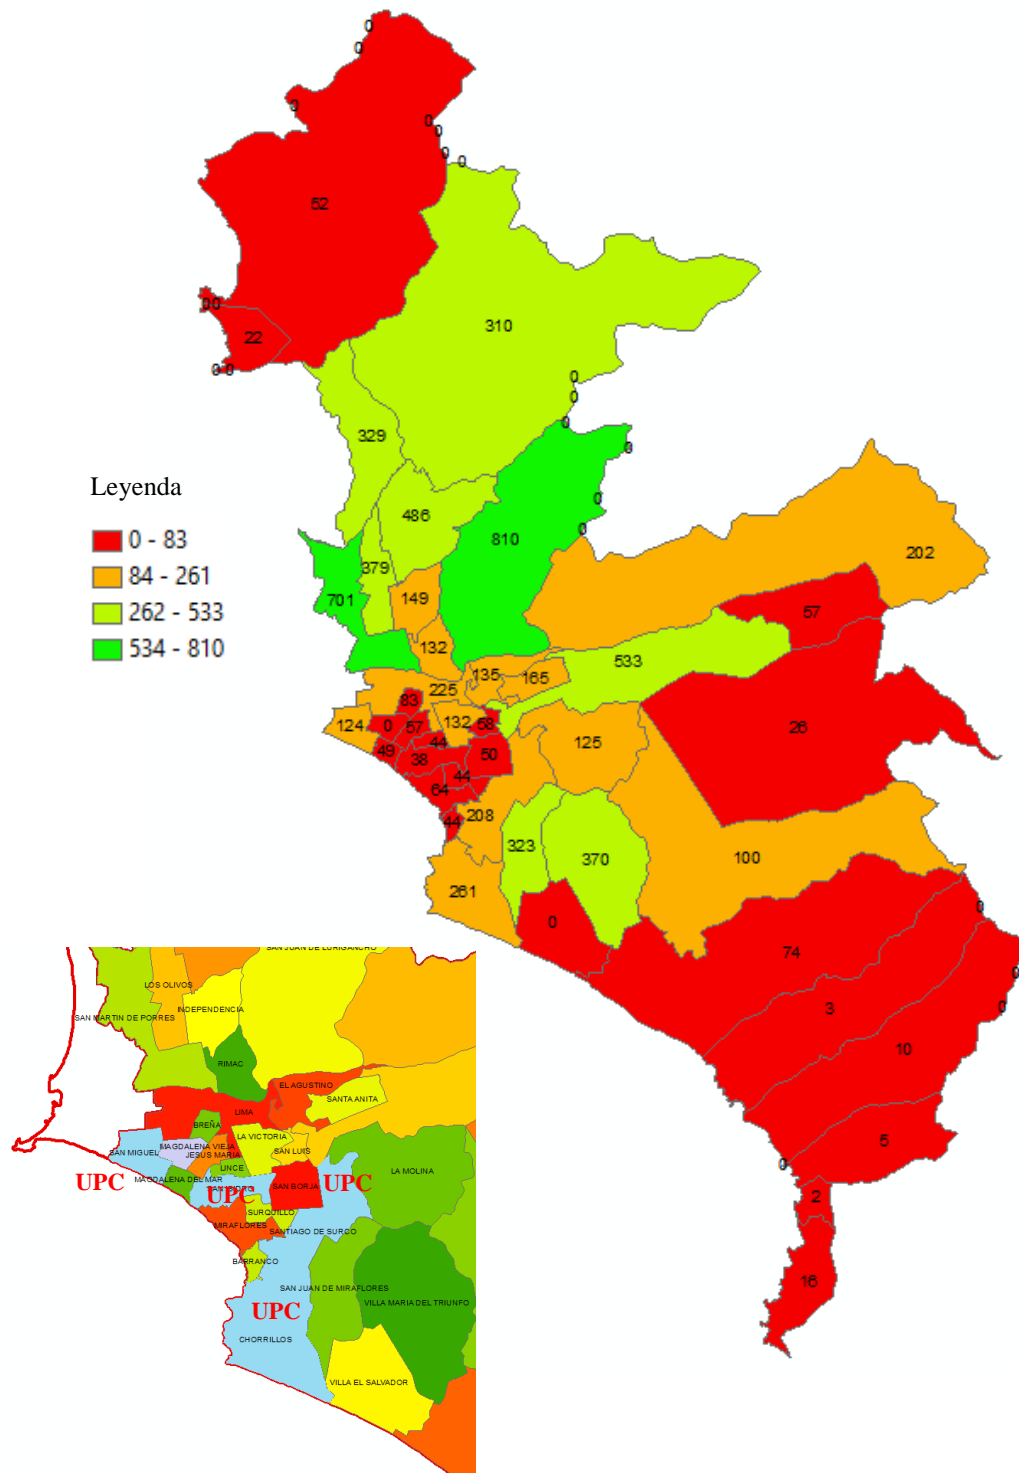 0
0
0
0
0
0
0
52
00
22
0 0
310
0
0
0
0
0
0
329
Leyenda
0 - 83
84 - 261
262 - 533
534 - 810
486
810
379
701
149
202
57
132
533
135
165
225
83
124
0
57
132
58
26
44
49
38
50
125
44
64
44
208
323
370
100
261
0
0
74
0
3
0
10
5
0
2
16
SAN JUAN DE LURIGANCHO
LOS OLIVOS
INDEPENDENCIA
SAN MARTIN DE PORRES
RIMAC
EL AGUSTINO
SANTA ANITA
LIMA
BREÑA
LA VICTORIA
MAGDALENA VIEJA
SAN LUIS
SAN MIGUEL
JESUS MARIA
LINCE
LA MOLINA
MAGDALENA DEL MAR
UPC
SAN ISIDRO
UPC
SAN BORJA
UPC
SURQUILLO
MIRAFLORES
SANTIAGO DE SURCO
BARRANCO
SAN JUAN DE MIRAFLORES
VILLA MARIA DEL TRIUNFO
UPC
CHORRILLOS
VILLA EL SALVADOR